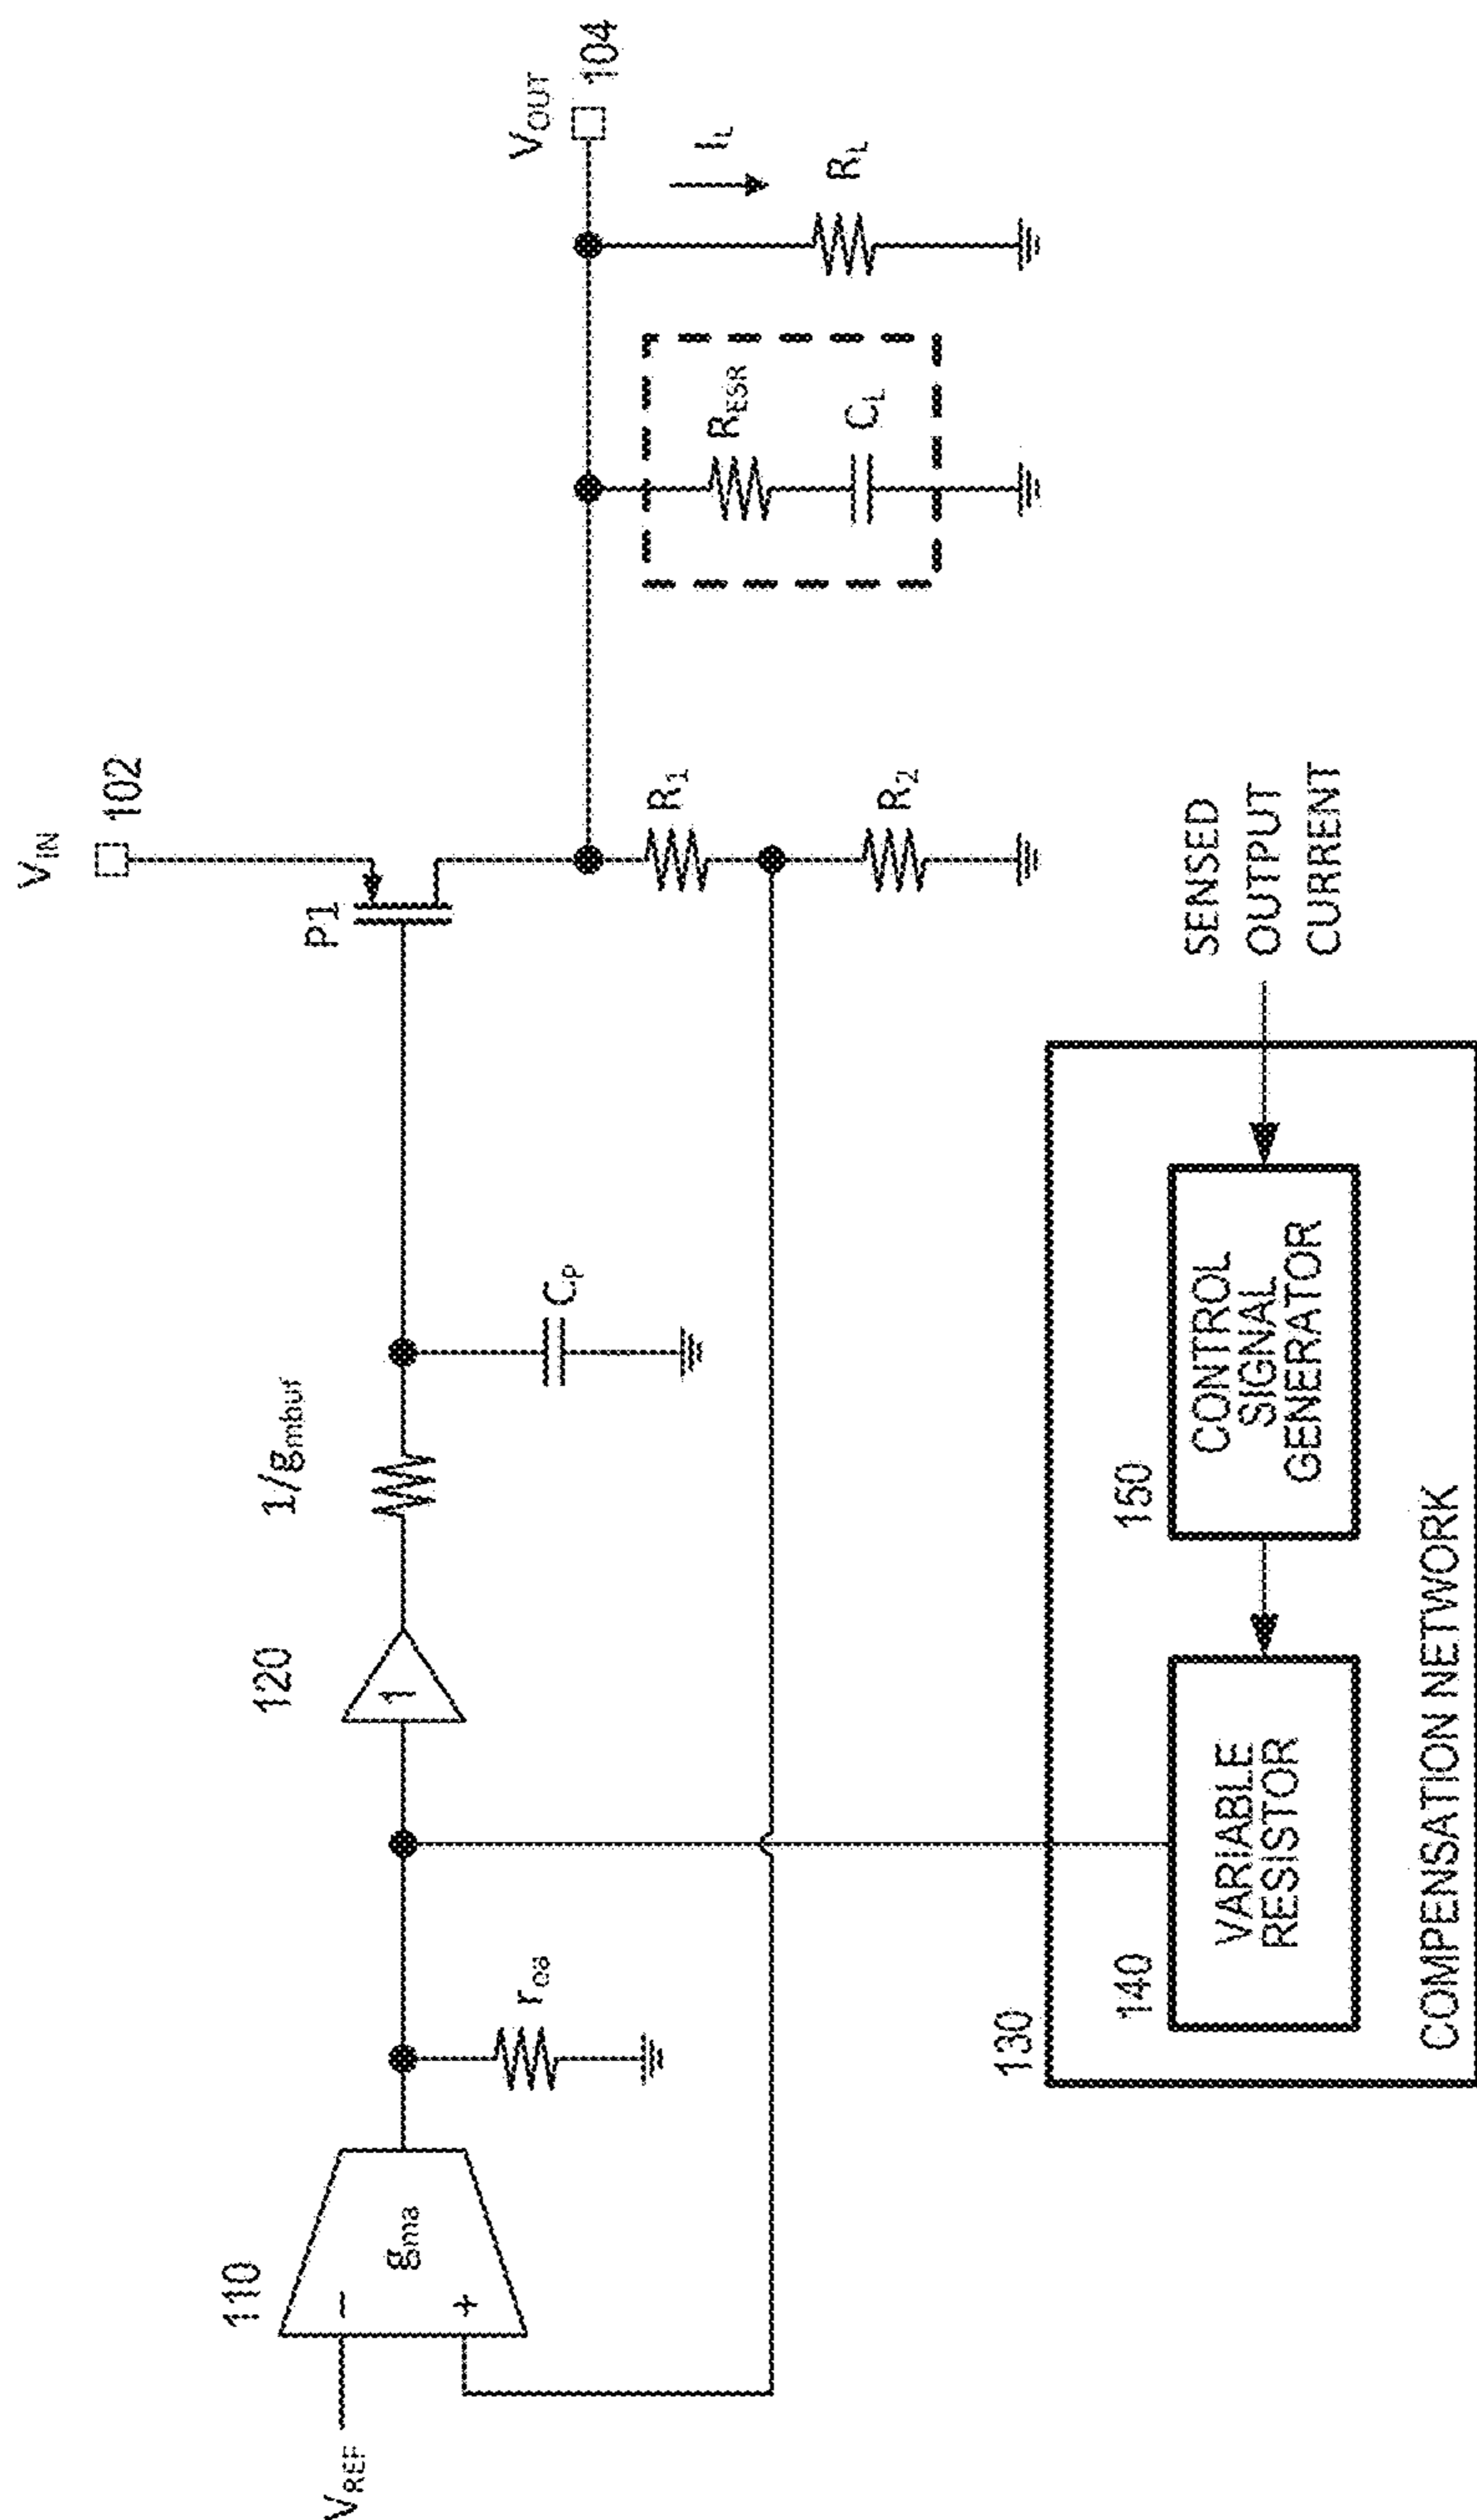 V_REF
110
−
+
g_ma
r_oa
120
1
1/g_mbuf
C_p
P1
V_IN
102
R_1
R_2
R_ESR
C_L
V_OUT
104
I_L
R_L
130
140
VARIABLE
RESISTOR
150
CONTROL
SIGNAL
GENERATOR
SENSED
OUTPUT
CURRENT
COMPENSATION NETWORK